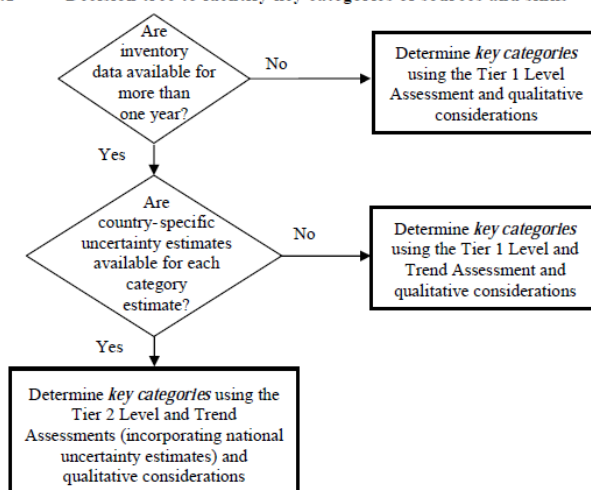 Are
inventory
data available for
more than
one year?
No
Determine key categories
using the Tier 1 Level
Assessment and qualitative
considerations
Yes
Are
country-specific
uncertainty estimates
available for each
category
estimate?
No
Determine key categories
using the Tier 1 Level and
Trend Assessment and
qualitative considerations
Yes
Determine key categories using the
Tier 2 Level and Trend
Assessments (incorporating national
uncertainty estimates) and
qualitative considerations